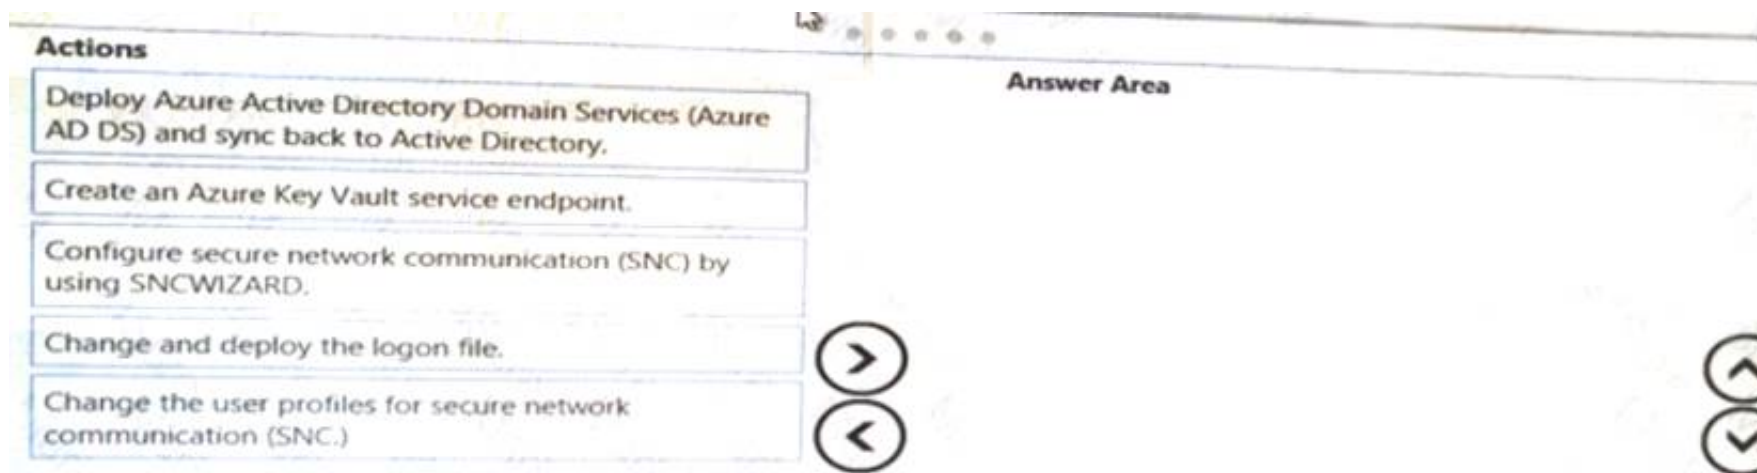 Actions
Answer Area
Deploy Azure Active Directory Domain Services (Azure
AD DS) and sync back to Active Directory.
Create an Azure Key Vault service endpoint.
Configure secure network communication (SNC) by
using SNCWIZARD.
Change and deploy the logon file.
Change the user profiles for secure network
communication (SNC.)